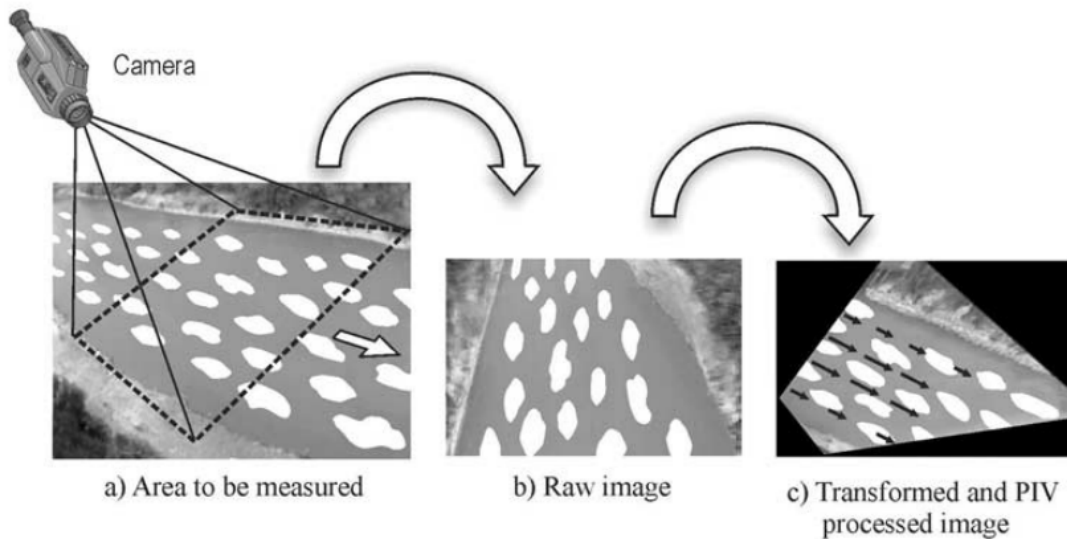 Camera
a) Area to be measured
b) Raw image
c) Transformed and PIV
processed image